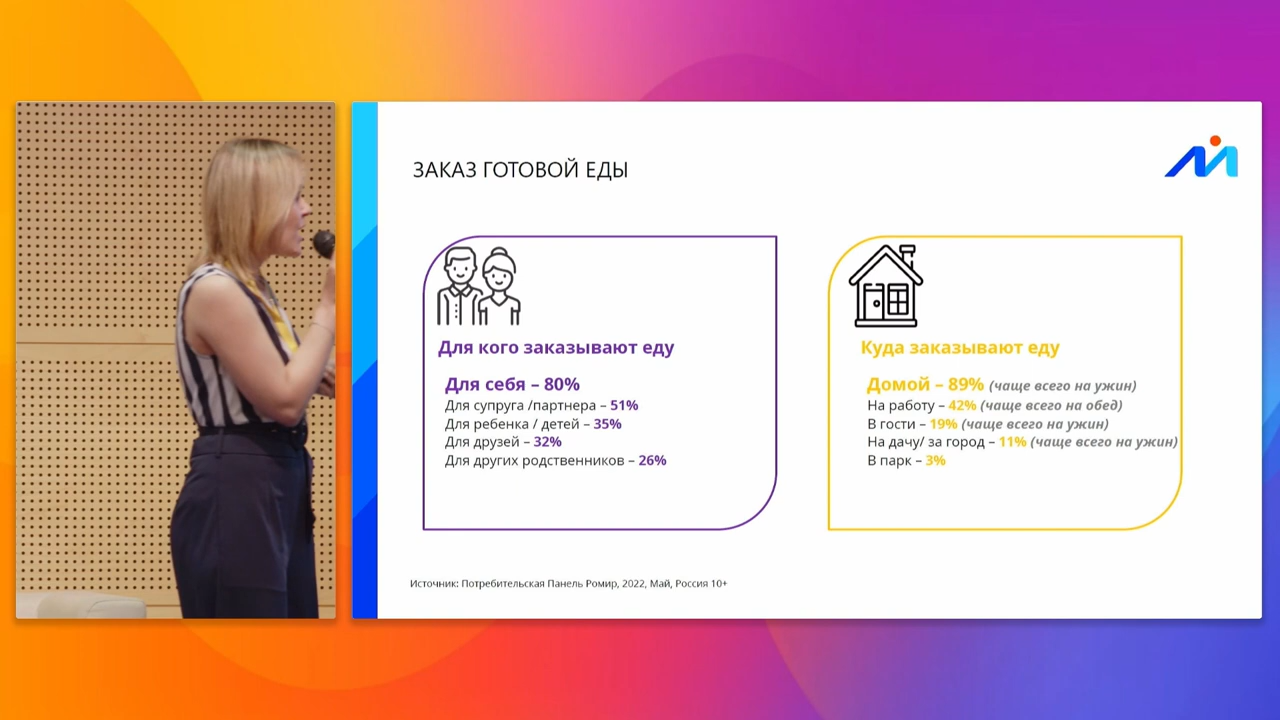 ЗАКАЗ ГОТОВОЙ ЕДЫ
Для кого заказывают еду
Для себя – 80%
Для супруга /партнера – 51%
Для ребенка / детей – 35%
Для друзей – 32%
Для других родственников – 26%
Куда заказывают еду
Домой – 89% (чаще всего на ужин)
На работу – 42% (чаще всего на обед)
В гости – 19% (чаще всего на ужин)
На дачу/ за город – 11% (чаще всего на ужин)
В парк – 3%
Источник: Потребительская Панель Ромир, 2022, Май, Россия 10+